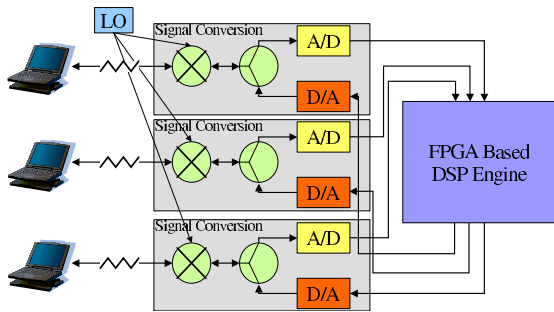 LO
Signal Conversion
A/D
D/A
Signal Conversion
A/D
D/A
FPGA Based
DSP Engine
Signal Conversion
A/D
D/A